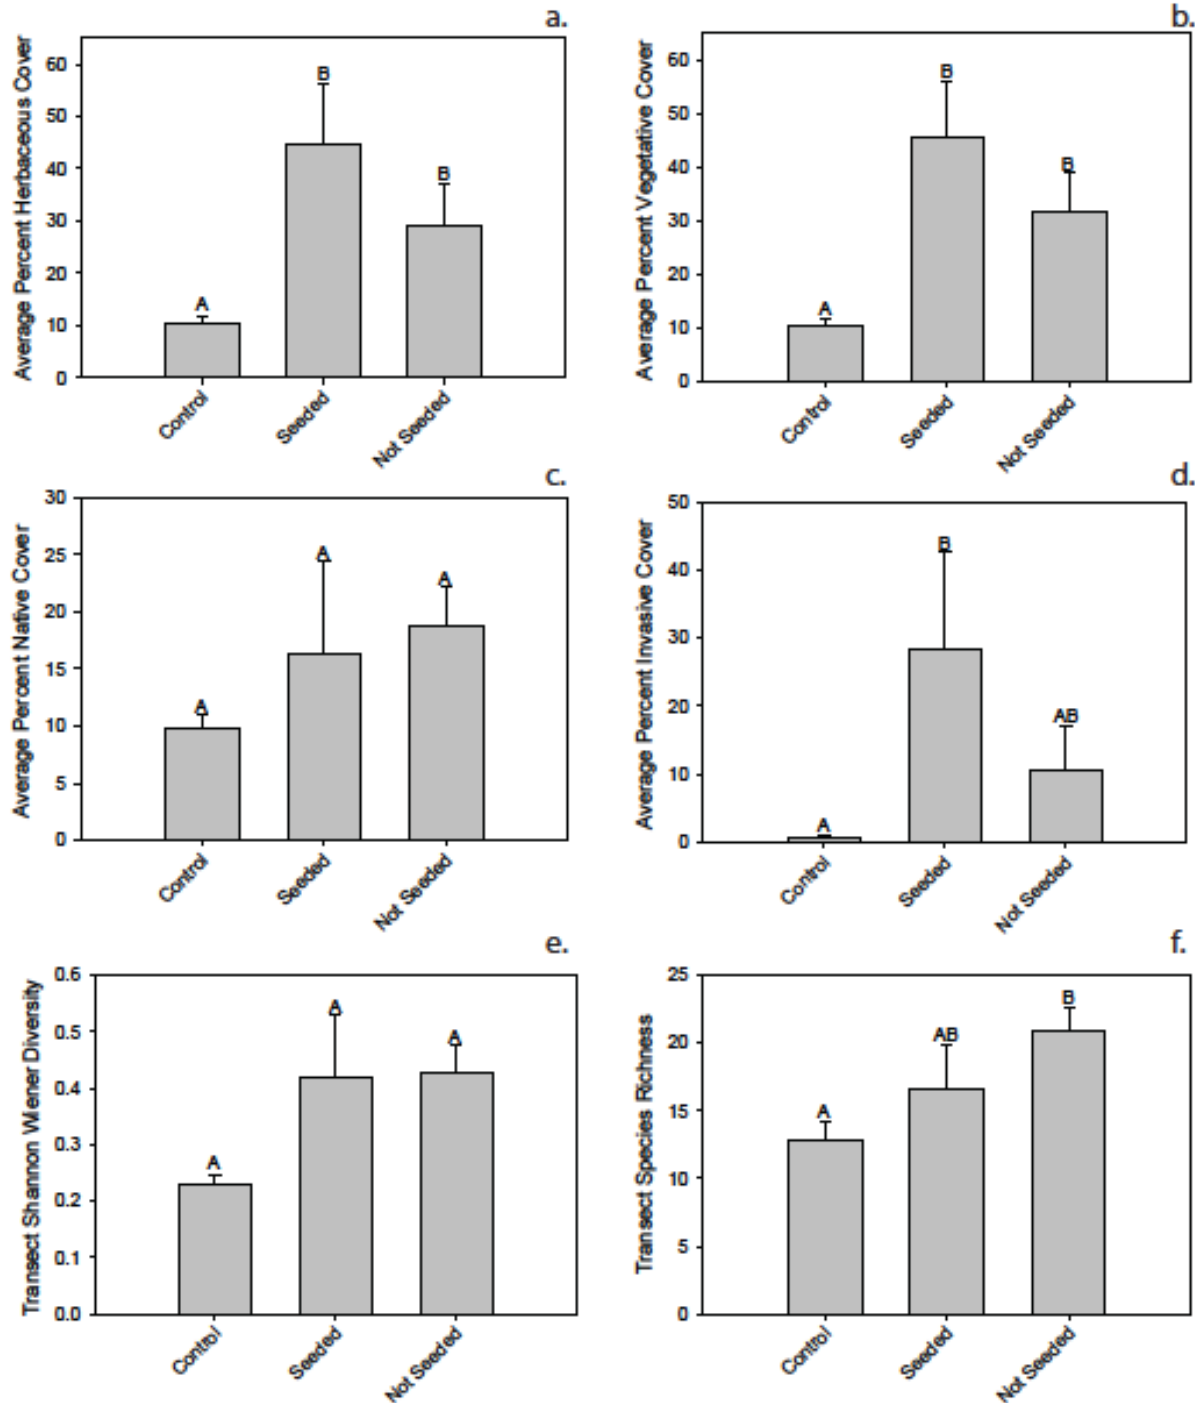 a.
Average Percent Herbaceous Cover
60
50
40
30
20
10
0
A
B
B
Control
Seeded
Not Seeded
b.
Average Percent Vegetative Cover
60
50
40
30
20
10
0
A
B
B
Control
Seeded
Not Seeded
c.
Average Percent Native Cover
30
25
20
15
10
5
0
A
A
A
Control
Seeded
Not Seeded
d.
Average Percent Invasive Cover
50
40
30
20
10
0
A
B
AB
Control
Seeded
Not Seeded
e.
Transect Shannon Wiener Diversity
0.6
0.5
0.4
0.3
0.2
0.1
0.0
A
A
A
Control
Seeded
Not Seeded
f.
Transect Species Richness
25
20
15
10
5
0
A
AB
B
Control
Seeded
Not Seeded